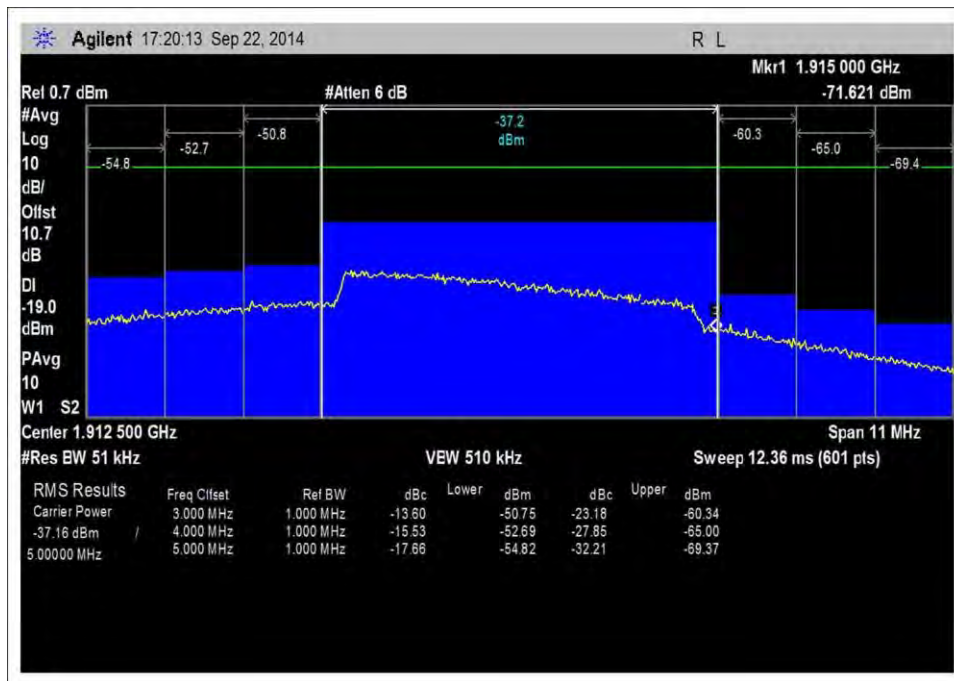 Agilent 17:20:13 Sep 22, 2014 R L
Mkr1 1.915 000 GHz
Ref 0.7 dBm #Atten 6 dB -71.621 dBm
#Avg
Log
10
dB/
Offst
10.7
dB
DI
-19.0
dBm
PAvg
10
W1 S2
-54.8
-52.7
-50.8
-37.2
dBm
-60.3
-65.0
-69.4
Center 1.912 500 GHz Span 11 MHz
#Res BW 51 kHz VBW 510 kHz Sweep 12.36 ms (601 pts)
RMS Results Freq Offset Ref BW dBc Lower dBm dBc Upper dBm
Carrier Power 3.000 MHz 1.000 MHz -13.60 -50.75 -23.18 -60.34
-37.16 dBm / 4.000 MHz 1.000 MHz -15.53 -52.69 -27.85 -65.00
5.00000 MHz 5.000 MHz 1.000 MHz -17.66 -54.82 -32.21 -69.37